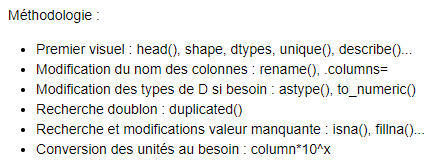 Méthodologie :
• Premier visuel : head(), shape, dtypes, unique(), describe()...
• Modification du nom des colonnes : rename(), .columns=
• Modification des types de D si besoin : astype(), to_numeric()
• Recherche doublon : duplicated()
• Recherche et modifications valeur manquante : isna(), fillna()...
• Conversion des unités au besoin : column*10^x